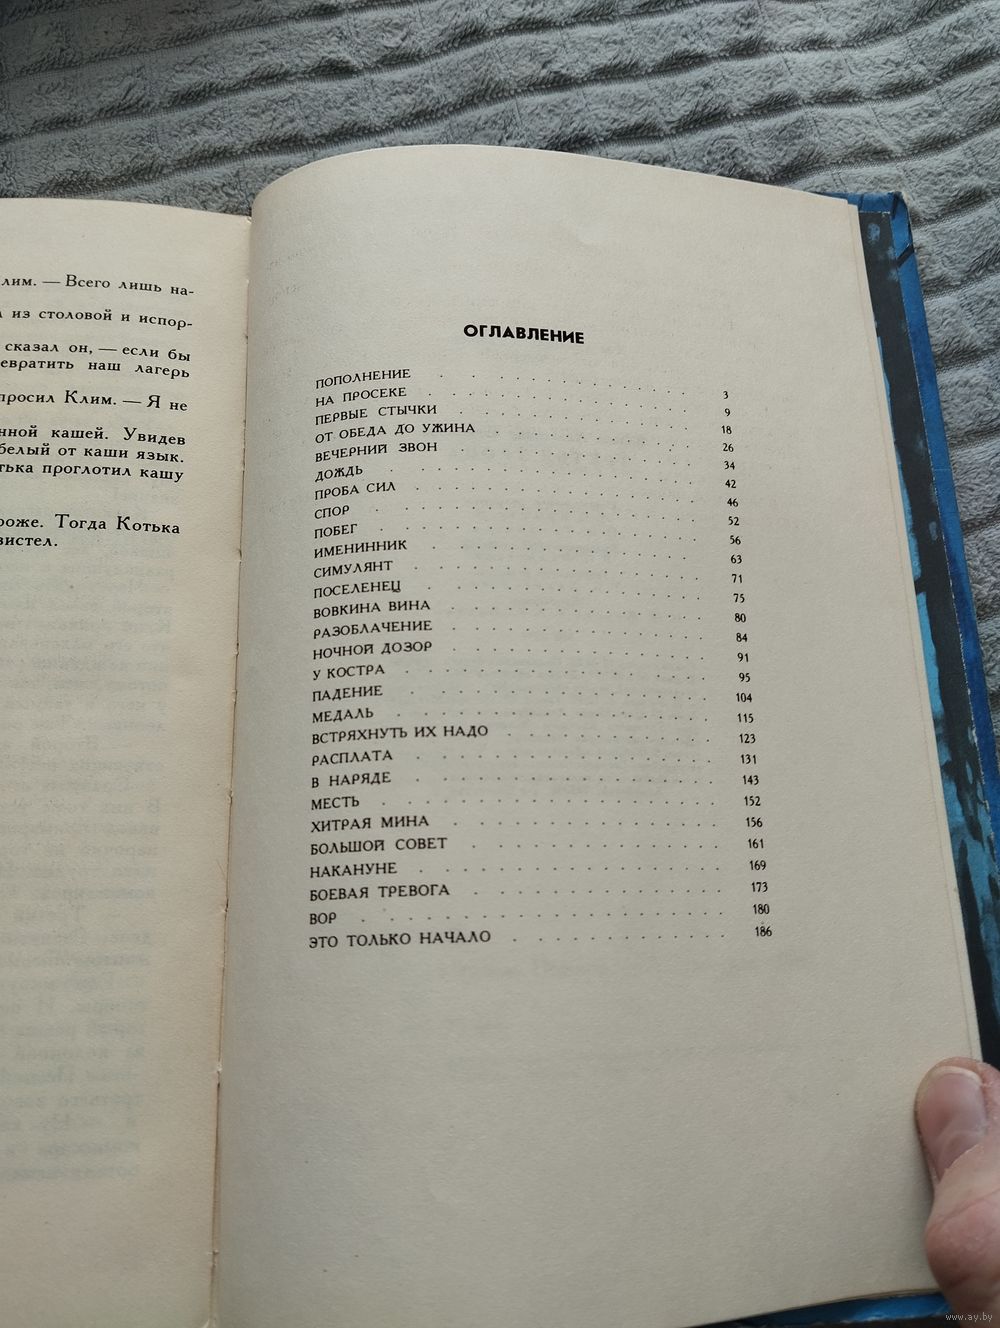 лим. — Всего лишь на-
из столовой и испор-
сказал он, — если бы
евратить наш лагерь
просил Клим. — Я не
нной кашей. Увидев
белый от каши язык.
тька проглотил кашу
роже. Тогда Котька
вистел.
ОГЛАВЛЕНИЕ
ПОПОЛНЕНИЕ 3
НА ПРОСЕКЕ 9
ПЕРВЫЕ СТЫЧКИ 18
ОТ ОБЕДА ДО УЖИНА 26
ВЕЧЕРНИЙ ЗВОН 34
ДОЖДЬ 42
ПРОБА СИЛ 46
СПОР 52
ПОБЕГ 56
ИМЕНИННИК 63
СИМУЛЯНТ 71
ПОСЕЛЕНЕЦ 75
ВОВКИНА ВИНА 80
РАЗОБЛАЧЕНИЕ 84
НОЧНОЙ ДОЗОР 91
У КОСТРА 95
ПАДЕНИЕ 104
МЕДАЛЬ 115
ВСТРЯХНУТЬ ИХ НАДО 123
РАСПЛАТА 131
В НАРЯДЕ 143
МЕСТЬ 152
ХИТРАЯ МИНА 156
БОЛЬШОЙ СОВЕТ 161
НАКАНУНЕ 169
БОЕВАЯ ТРЕВОГА 173
ВОР 180
ЭТО ТОЛЬКО НАЧАЛО 186
www.ay.by